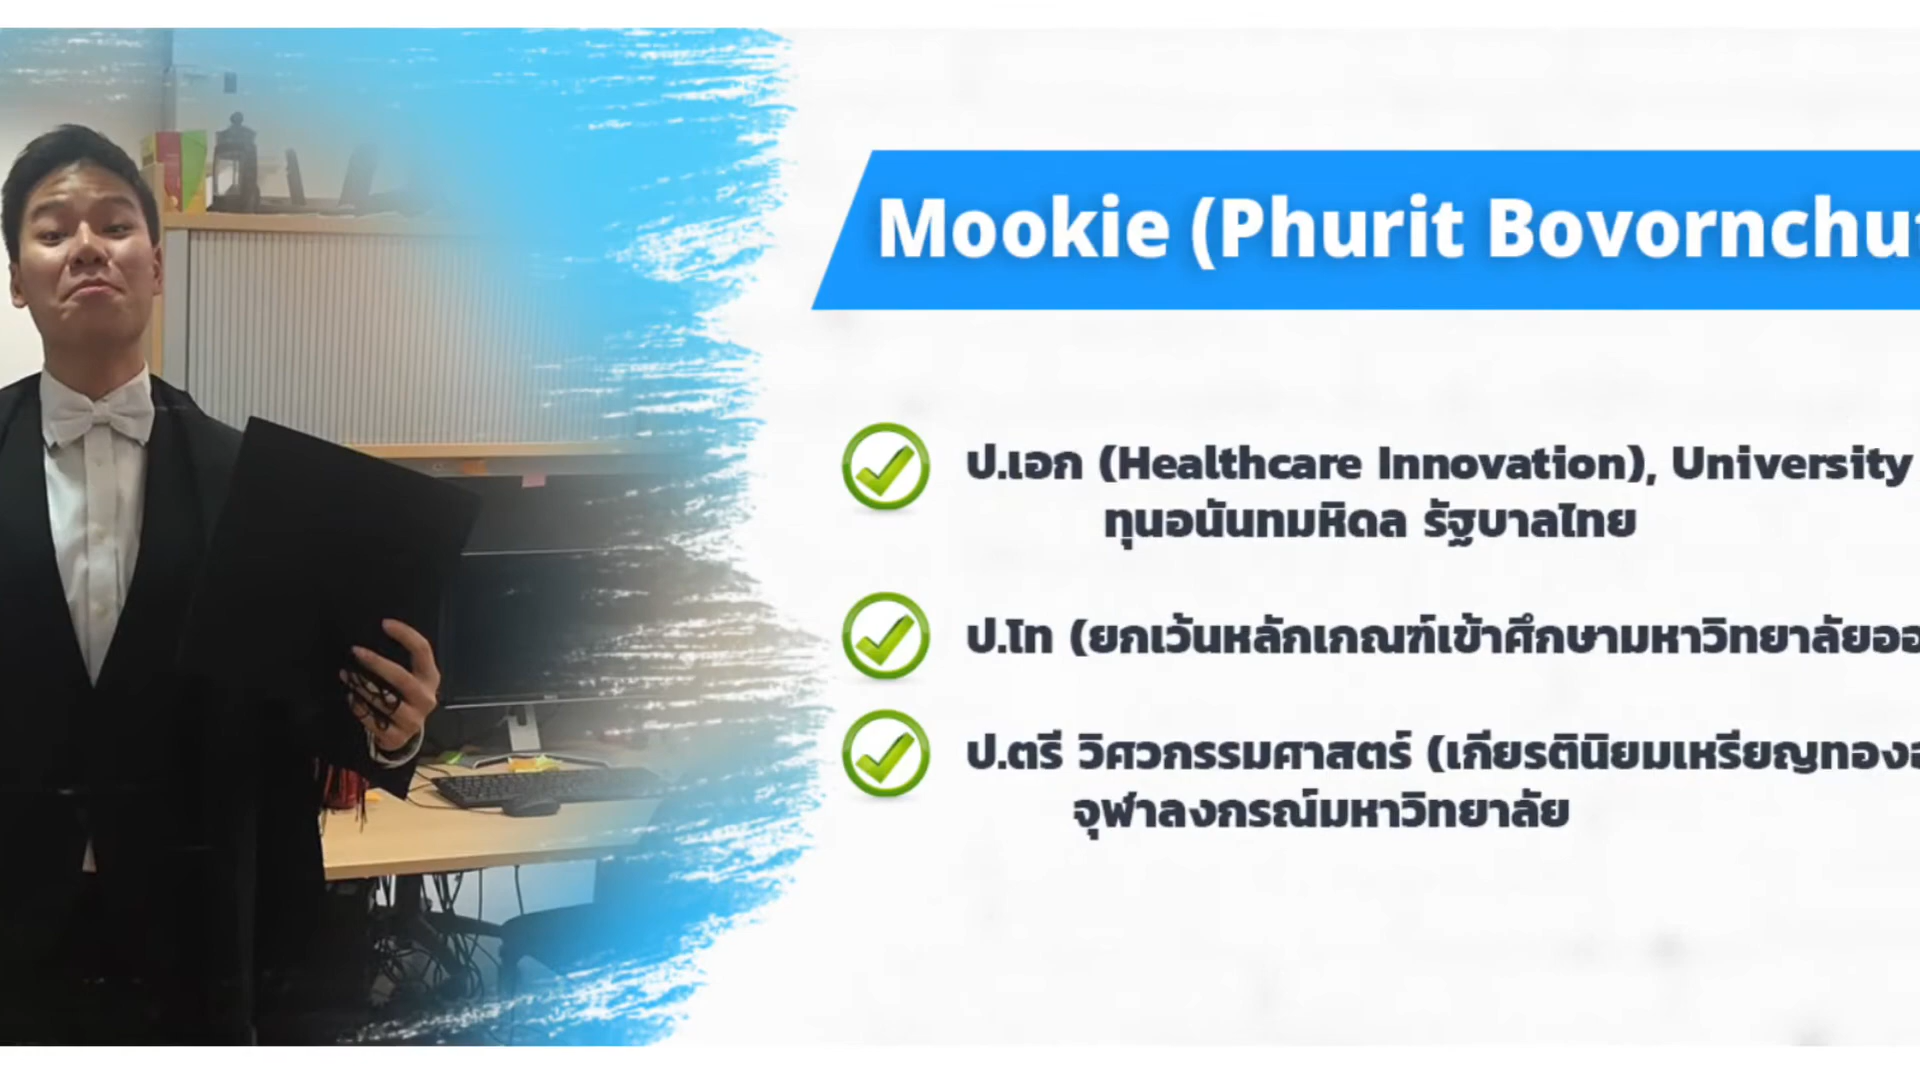 Mookie (Phurit Bovornchu
ป.เอก (Healthcare Innovation), University
ทุนอนันทมหิดล รัฐบาลไทย
ป.โท (ยกเว้นหลักเกณฑ์เข้าศึกษามหาวิทยาลัยออ
ป.ตรี วิศวกรรมศาสตร์ (เกียรตินิยมเหรียญทอง
จุฬาลงกรณ์มหาวิทยาลัย